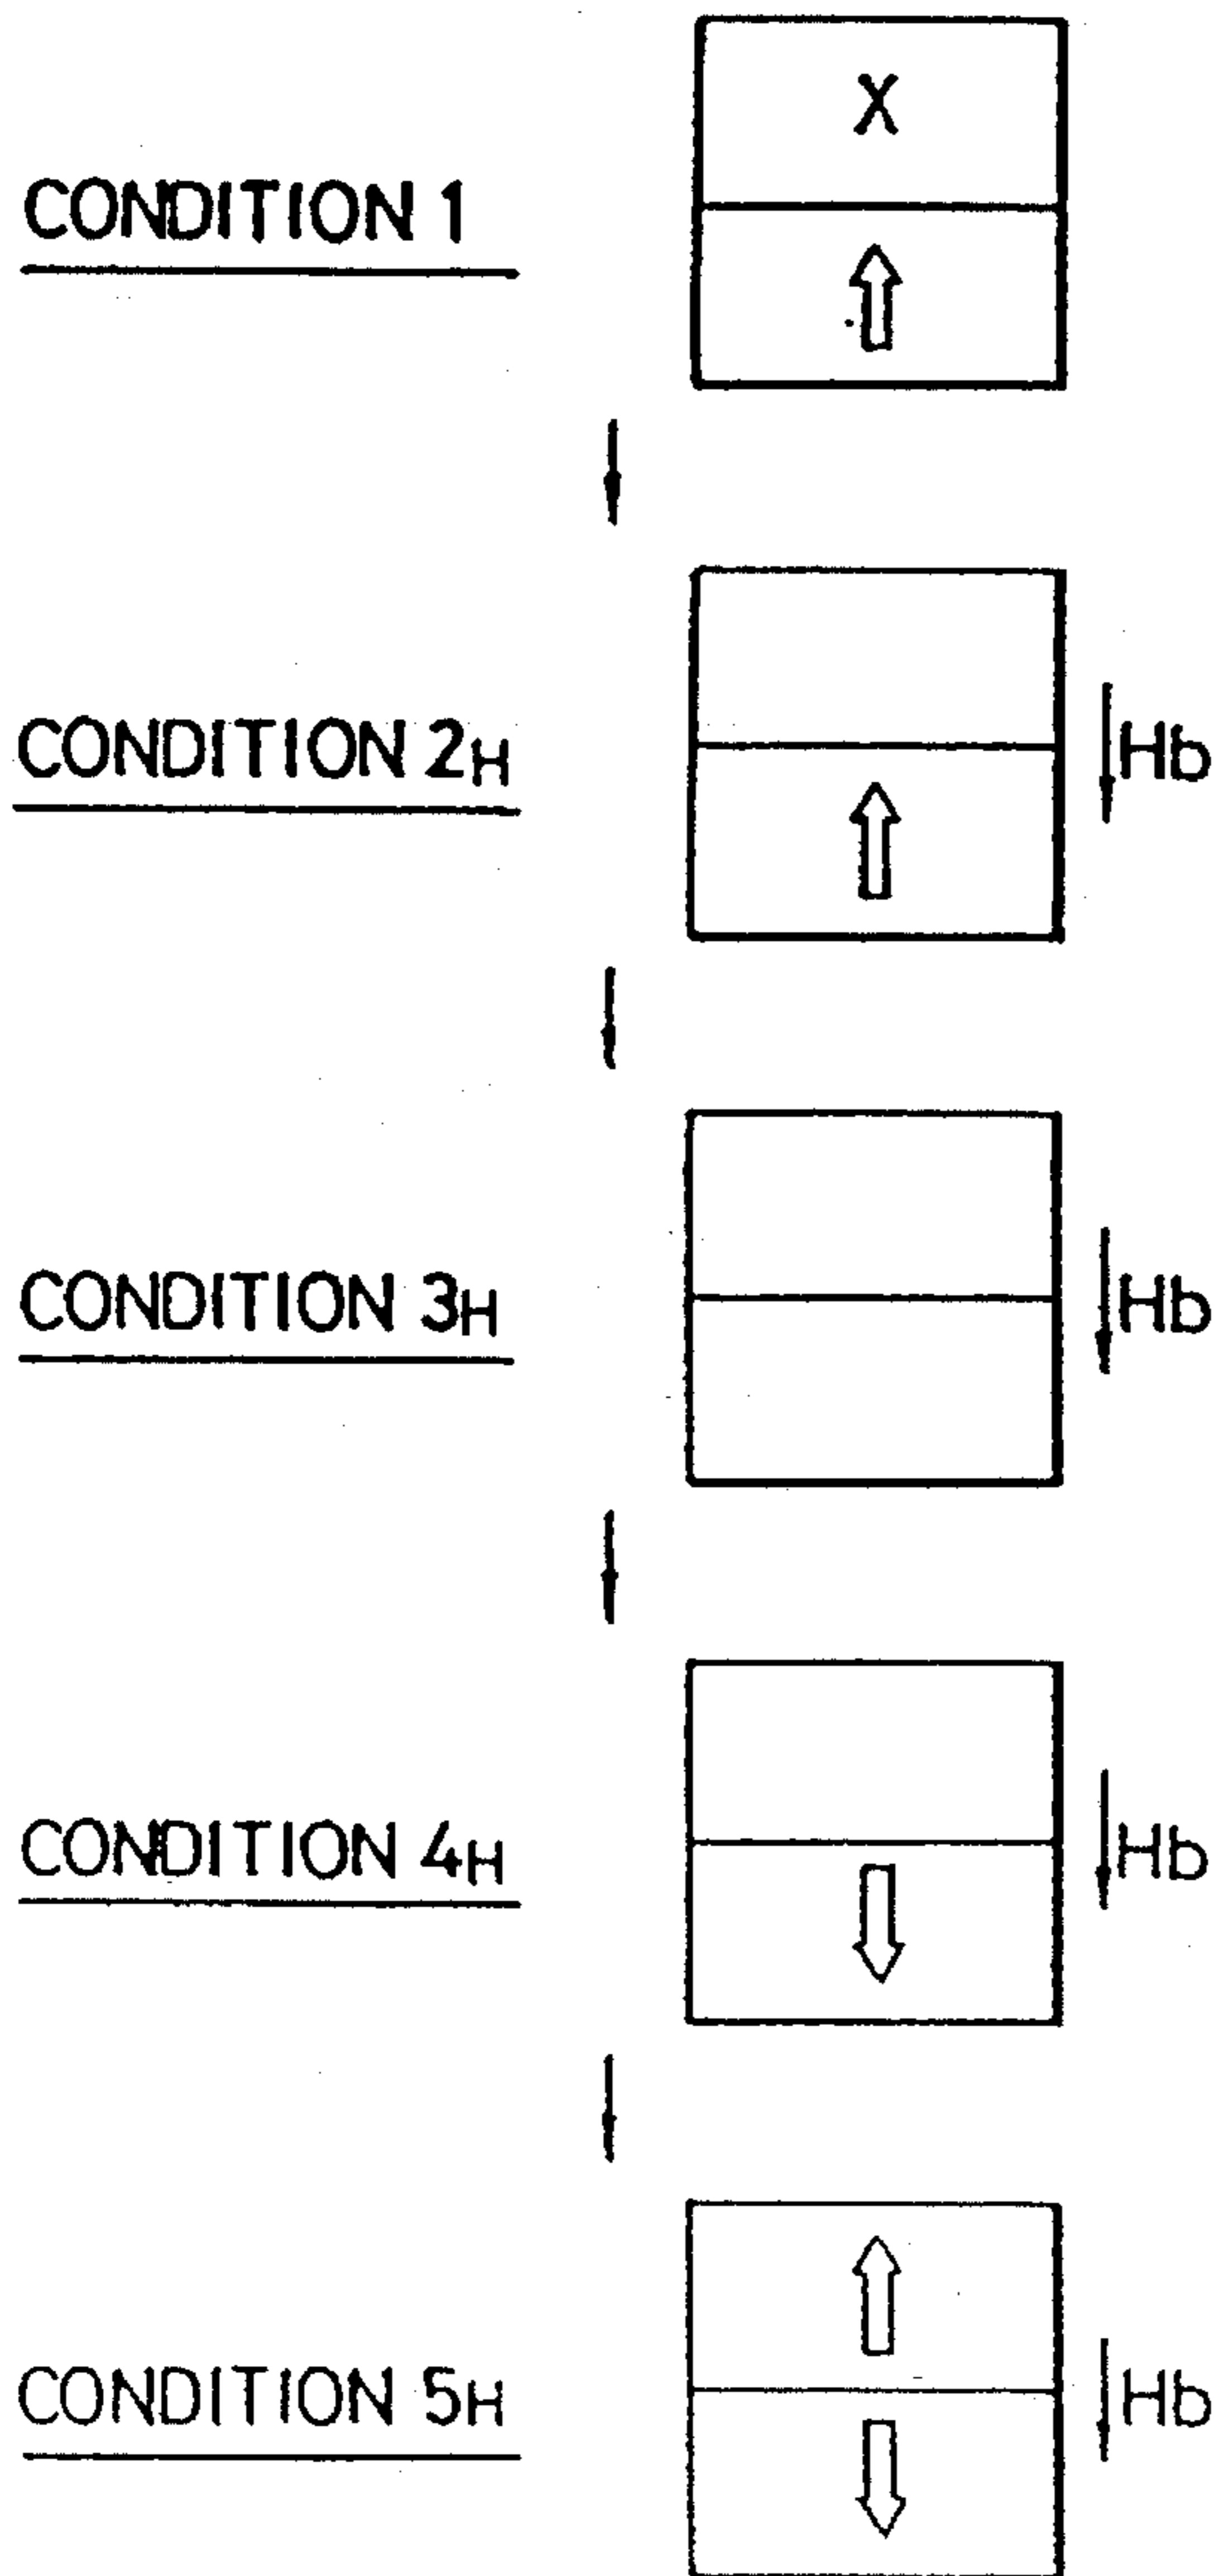 X
CONDITION 1
CONDITION 2H
Hb
CONDITION 3H
Hb
CONDITION 4H
Hb
CONDITION 5H
Hb